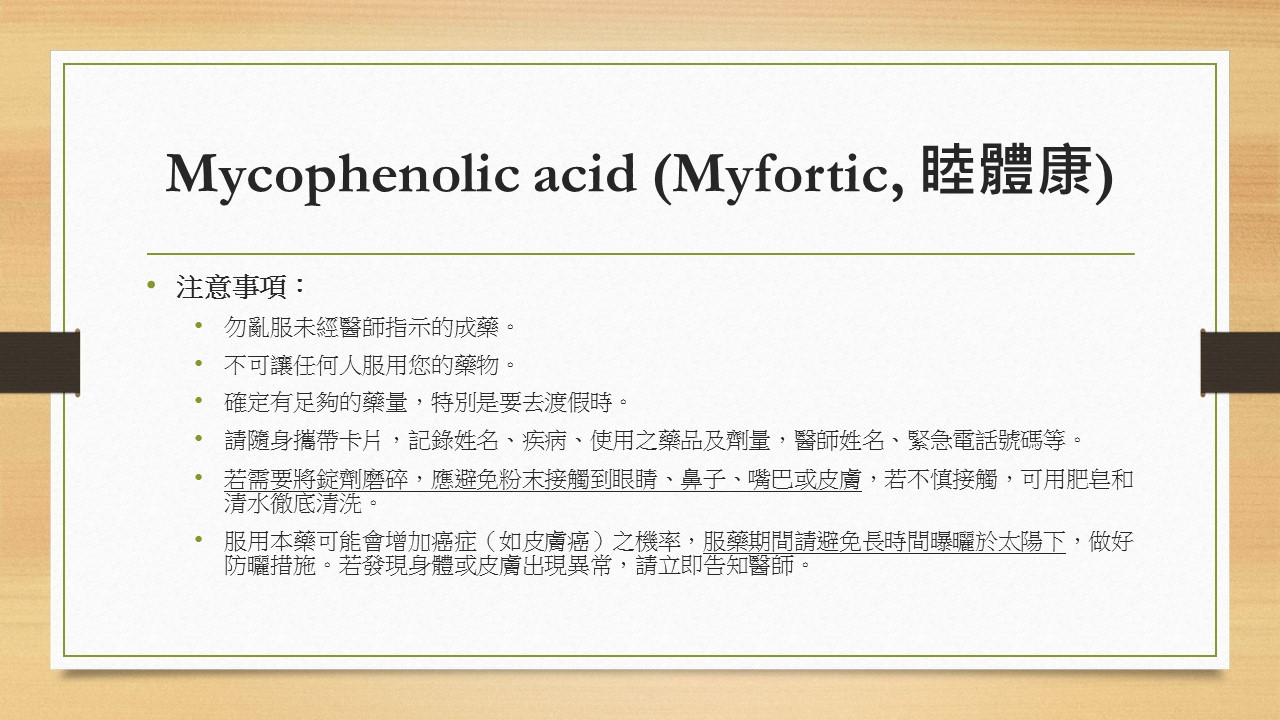 Mycophenolic acid (Myfortic, 睦體康)
• 注意事項：
• 勿亂服未經醫師指示的成藥。
• 不可讓任何人服用您的藥物。
• 確定有足夠的藥量，特別是要去渡假時。
• 請隨身攜帶卡片，記錄姓名、疾病、使用之藥品及劑量，醫師姓名、緊急電話號碼等。
• 若需要將錠劑磨碎，應避免粉末接觸到眼睛、鼻子、嘴巴或皮膚，若不慎接觸，可用肥皂和
清水徹底清洗。
• 服用本藥可能會增加癌症（如皮膚癌）之機率，服藥期間請避免長時間曝曬於太陽下，做好
防曬措施。若發現身體或皮膚出現異常，請立即告知醫師。